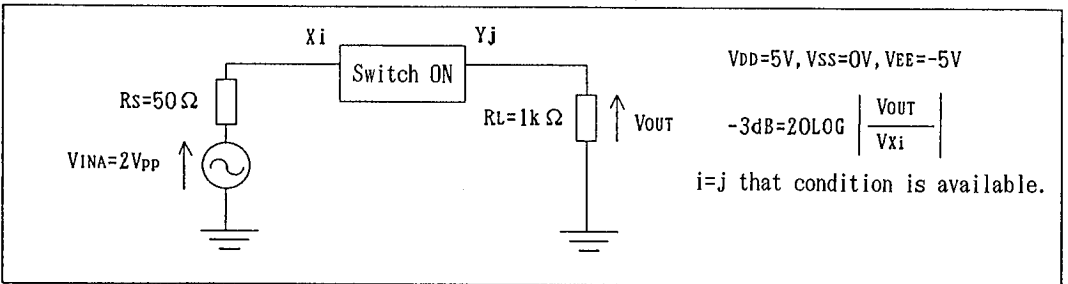 Xi
Yj
Switch ON
RS=50Ω
VINA=2VPP
RL=1kΩ
VOUT
VDD=5V, VSS=0V, VEE=-5V
-3dB=20LOG | VOUT / VXi |
i=j that condition is available.